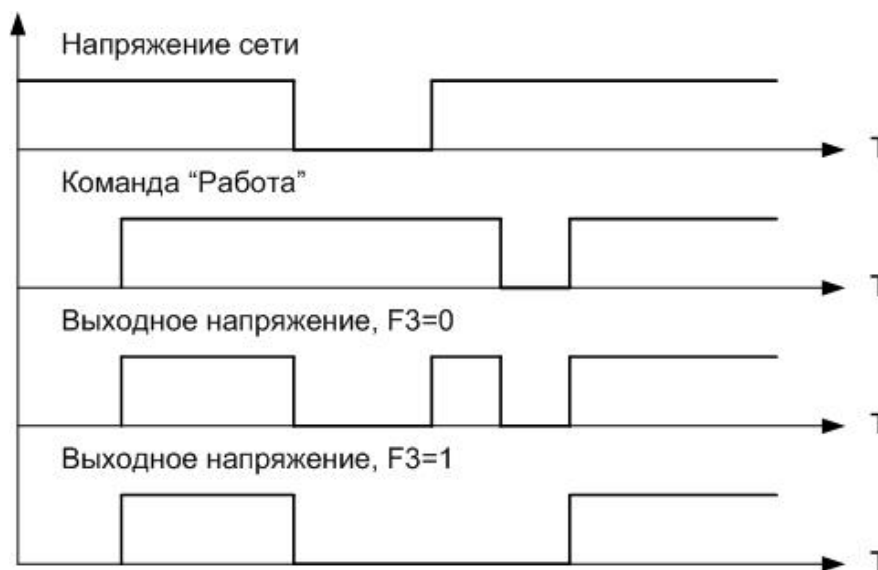 Напряжение сети
T
Команда “Работа”
T
Выходное напряжение, F3=0
T
Выходное напряжение, F3=1
T